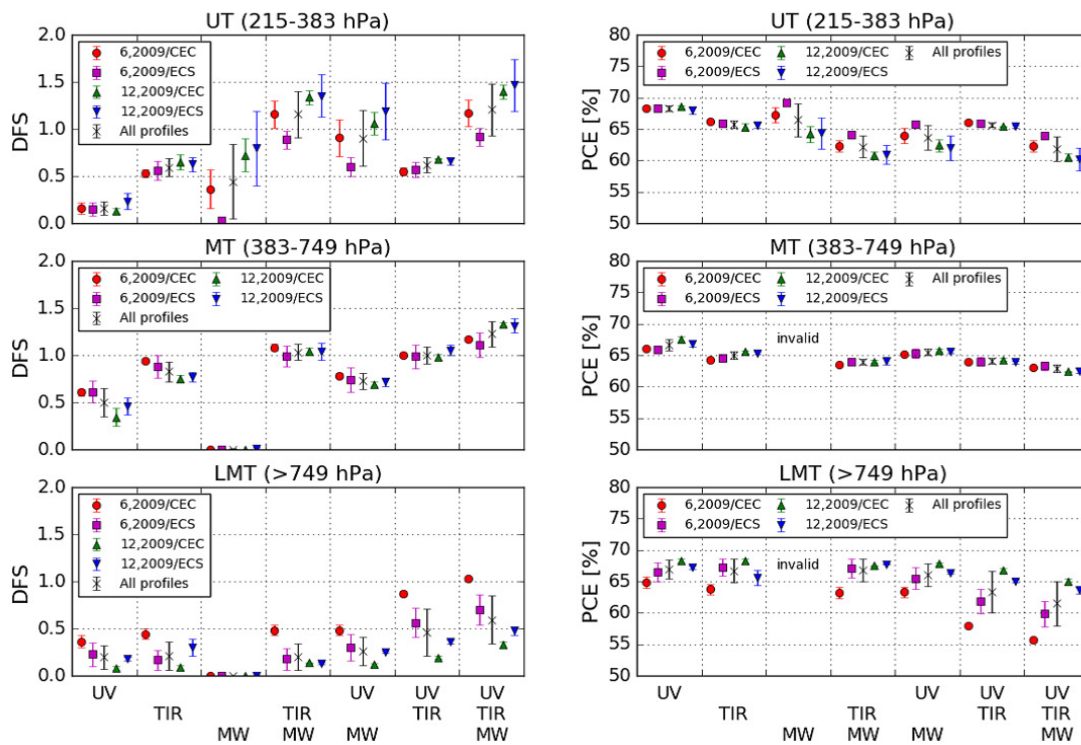 UT (215-383 hPa)
2.0
1.5
1.0
0.5
0.0
DFS
6,2009/CEC
6,2009/ECS
12,2009/CEC
12,2009/ECS
All profiles
UT (215-383 hPa)
80
75
70
65
60
55
50
PCE [%]
6,2009/CEC 12,2009/CEC All profiles
6,2009/ECS 12,2009/ECS
MT (383-749 hPa)
2.0
1.5
1.0
0.5
0.0
DFS
6,2009/CEC 12,2009/CEC
6,2009/ECS 12,2009/ECS
All profiles
MT (383-749 hPa)
80
75
70
65
60
55
50
PCE [%]
6,2009/CEC 12,2009/CEC All profiles
6,2009/ECS 12,2009/ECS
invalid
LMT (>749 hPa)
2.0
1.5
1.0
0.5
0.0
DFS
6,2009/CEC
6,2009/ECS
12,2009/CEC
12,2009/ECS
All profiles
UV UV UV UV
TIR TIR TIR TIR
MW MW MW MW
LMT (>749 hPa)
80
75
70
65
60
55
50
PCE [%]
6,2009/CEC 12,2009/CEC All profiles
6,2009/ECS 12,2009/ECS
invalid
UV UV UV UV
TIR TIR TIR TIR
MW MW MW MW